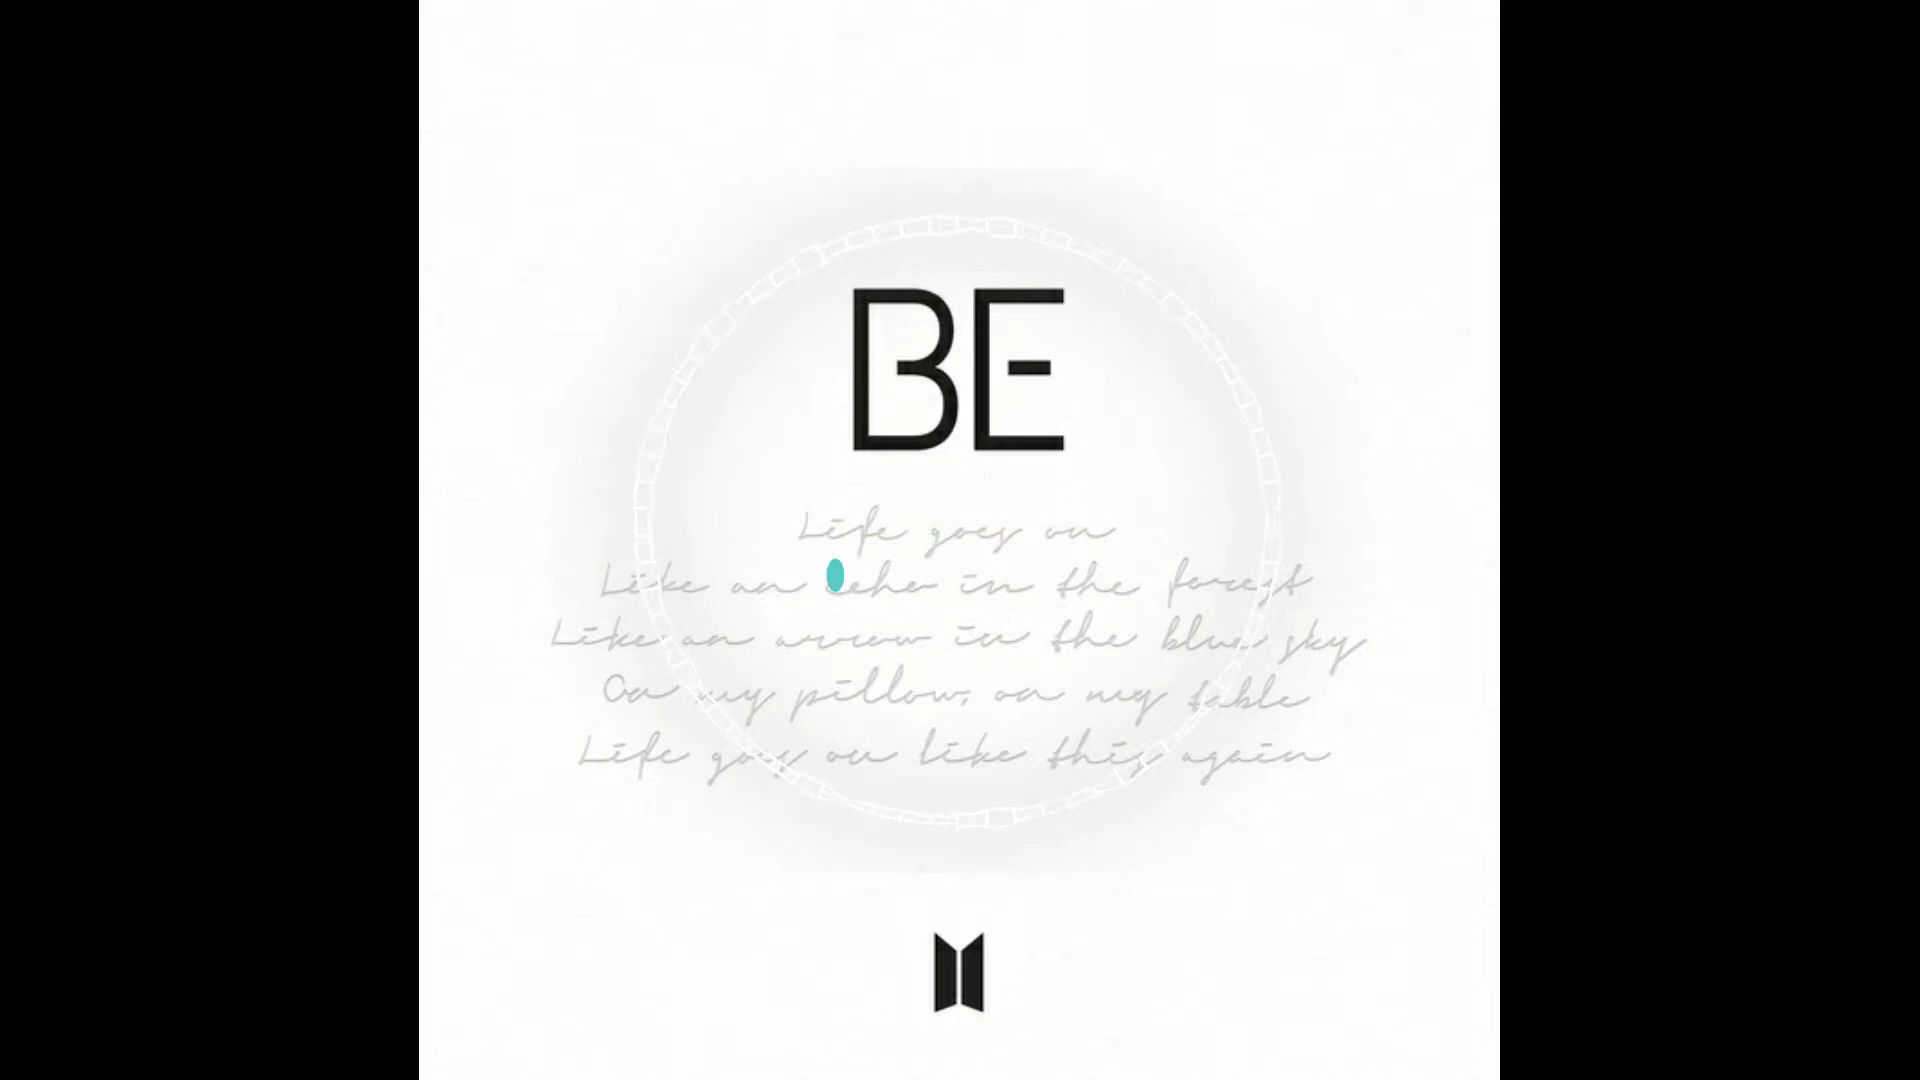 BE
Life goes on
Like an echo in the forest
Like an arrow in the blue sky
On my pillow, on my table
Life goes on like this again